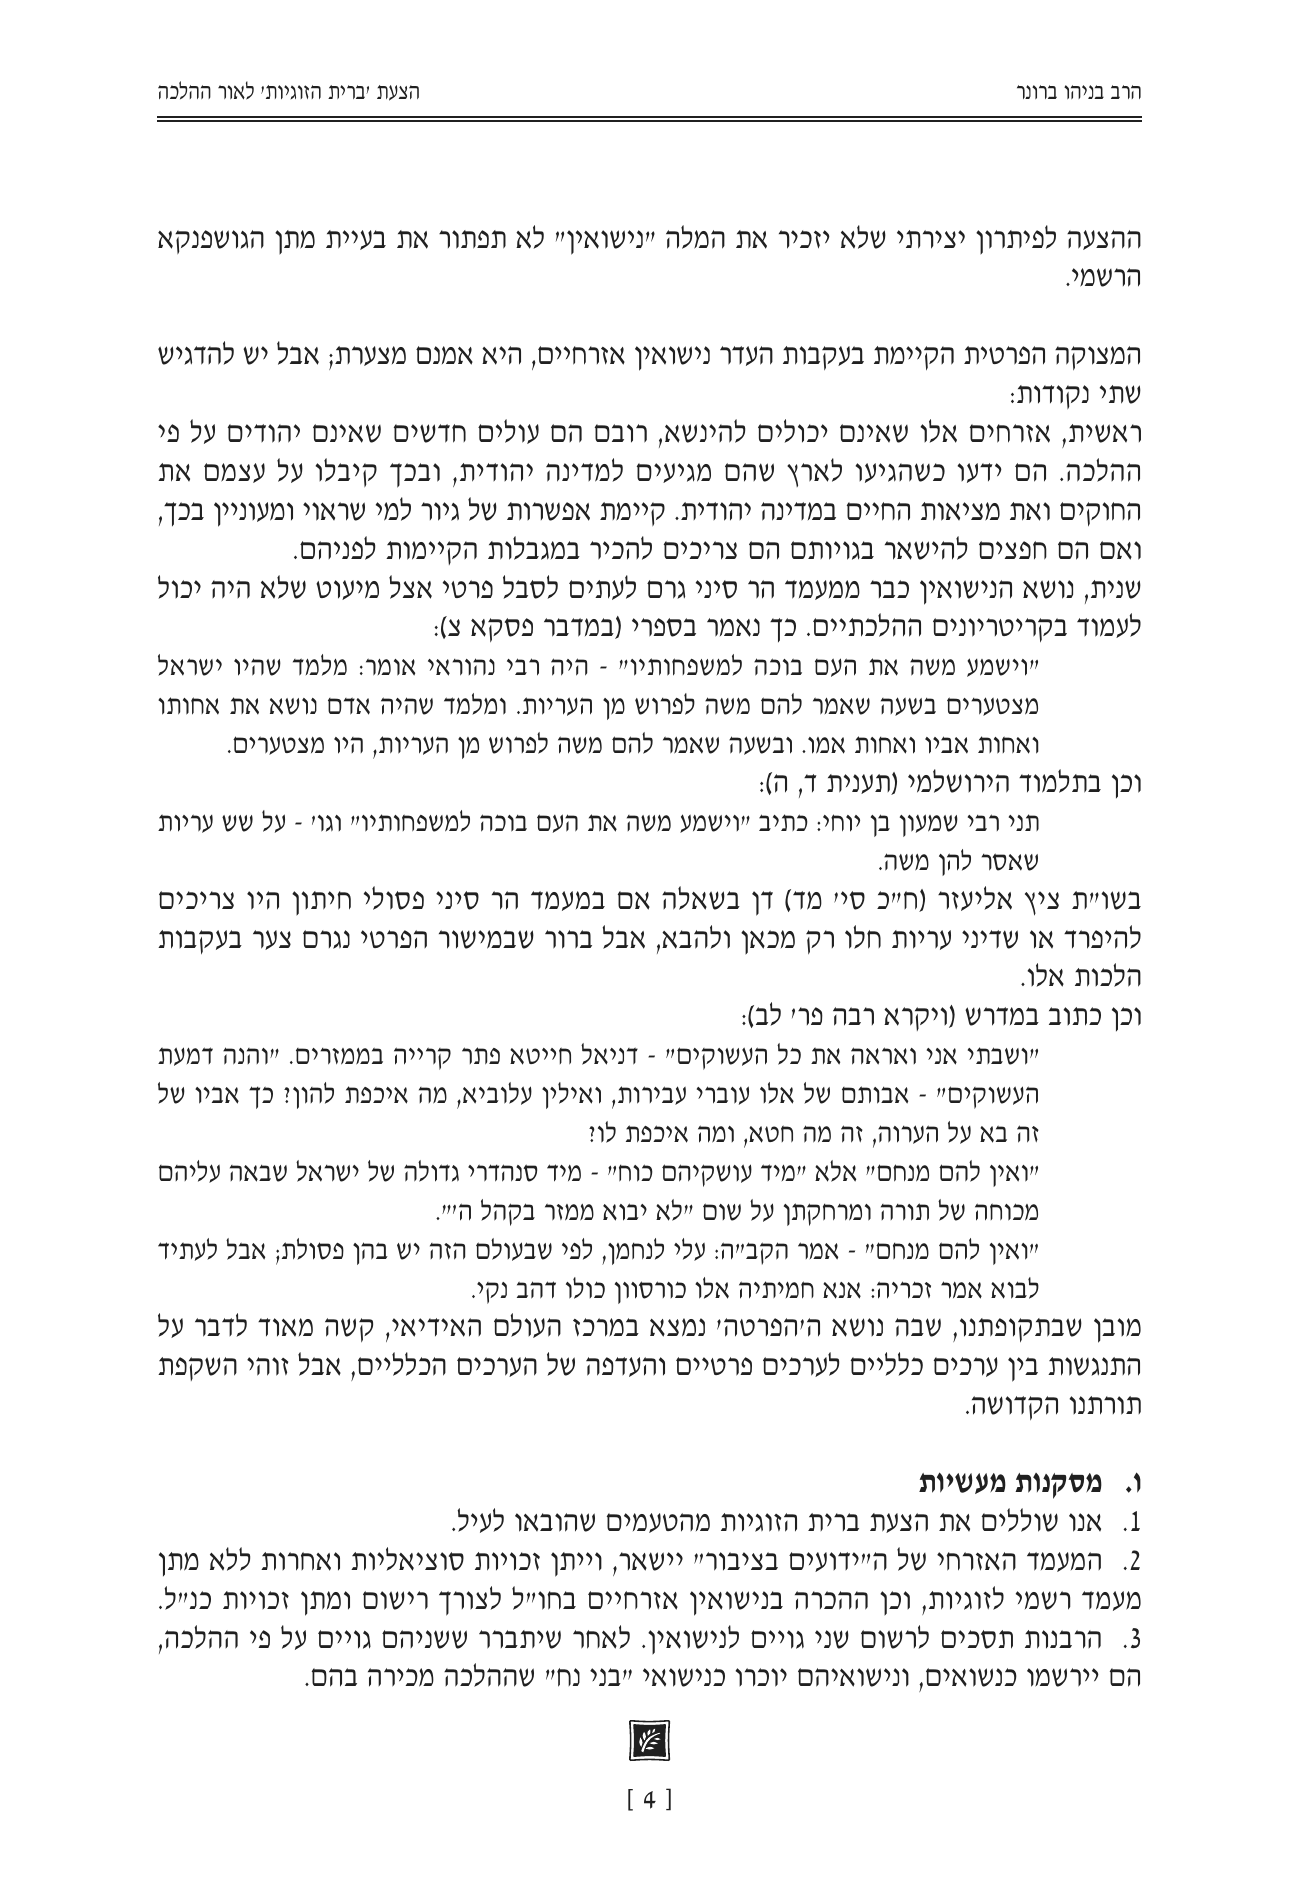 הרב בניהו ברונר
הצעת 'ברית הזוגיות' לאור ההלכה
ההצעה לפיתרון יצירתי שלא יזכיר את המלה "נישואין" לא תפתור את בעיית מתן הגושפנקא
הרשמי.
המצוקה הפרטית הקיימת בעקבות העדר נישואין אזרחיים, היא אמנם מצערת; אבל יש להדגיש
שתי נקודות:
ראשית, אזרחים אלו שאינם יכולים להינשא, רובם הם עולים חדשים שאינם יהודים על פי
ההלכה. הם ידעו כשהגיעו לארץ שהם מגיעים למדינה יהודית, ובכך קיבלו על עצמם את
החוקים ואת מציאות החיים במדינה יהודית. קיימת אפשרות של גיור למי שראוי ומעוניין בכך,
ואם הם חפצים להישאר בגויותם הם צריכים להכיר במגבלות הקיימות לפניהם.
שנית, נושא הנישואין כבר ממעמד הר סיני גרם לעתים לסבל פרטי אצל מיעוט שלא היה יכול
לעמוד בקריטריונים ההלכתיים. כך נאמר בספרי (במדבר פסקא צ):
"וישמע משה את העם בוכה למשפחותיו" - היה רבי נהוראי אומר: מלמד שהיו ישראל
מצטערים בשעה שאמר להם משה לפרוש מן העריות. ומלמד שהיה אדם נושא את אחותו
ואחות אביו ואחות אמו. ובשעה שאמר להם משה לפרוש מן העריות, היו מצטערים.
וכן בתלמוד הירושלמי (תענית ד, ה):
תני רבי שמעון בן יוחי: כתיב "וישמע משה את העם בוכה למשפחותיו" וגו' - על שש עריות
שאסר להן משה.
בשו"ת ציץ אליעזר (ח"כ סי' מד) דן בשאלה אם במעמד הר סיני פסולי חיתון היו צריכים
להיפרד או שדיני עריות חלו רק מכאן ולהבא, אבל ברור שבמישור הפרטי נגרם צער בעקבות
הלכות אלו.
וכן כתוב במדרש (ויקרא רבה פר' לב):
"ושבתי אני ואראה את כל העשוקים" - דניאל חייטא פתר קרייה בממזרים. "והנה דמעת
העשוקים" - אבותם של אלו עוברי עבירות, ואילין עלוביא, מה איכפת להון? כך אביו של
זה בא על הערוה, זה מה חטא, ומה איכפת לו?
"ואין להם מנחם" אלא "מיד עושקיהם כוח" - מיד סנהדרי גדולה של ישראל שבאה עליהם
מכוחה של תורה ומרחקתן על שום "לא יבוא ממזר בקהל ה'".
"ואין להם מנחם" - אמר הקב"ה: עלי לנחמן, לפי שבעולם הזה יש בהן פסולת; אבל לעתיד
לבוא אמר זכריה: אנא חמיתיה אלו כורסוון כולו דהב נקי.
מובן שבתקופתנו, שבה נושא ה'הפרטה' נמצא במרכז העולם האידיאי, קשה מאוד לדבר על
התנגשות בין ערכים כלליים לערכים פרטיים והעדפה של הערכים הכלליים, אבל זוהי השקפת
תורתנו הקדושה.
ו. מסקנות מעשיות
1. אנו שוללים את הצעת ברית הזוגיות מהטעמים שהובאו לעיל.
2. המעמד האזרחי של ה"ידועים בציבור" יישאר, וייתן זכויות סוציאליות ואחרות ללא מתן
מעמד רשמי לזוגיות, וכן ההכרה בנישואין אזרחיים בחו"ל לצורך רישום ומתן זכויות כנ"ל.
3. הרבנות תסכים לרשום שני גויים לנישואין. לאחר שיתברר ששניהם גויים על פי ההלכה,
הם יירשמו כנשואים, ונישואיהם יוכרו כנישואי "בני נח" שההלכה מכירה בהם.
[ 4 ]